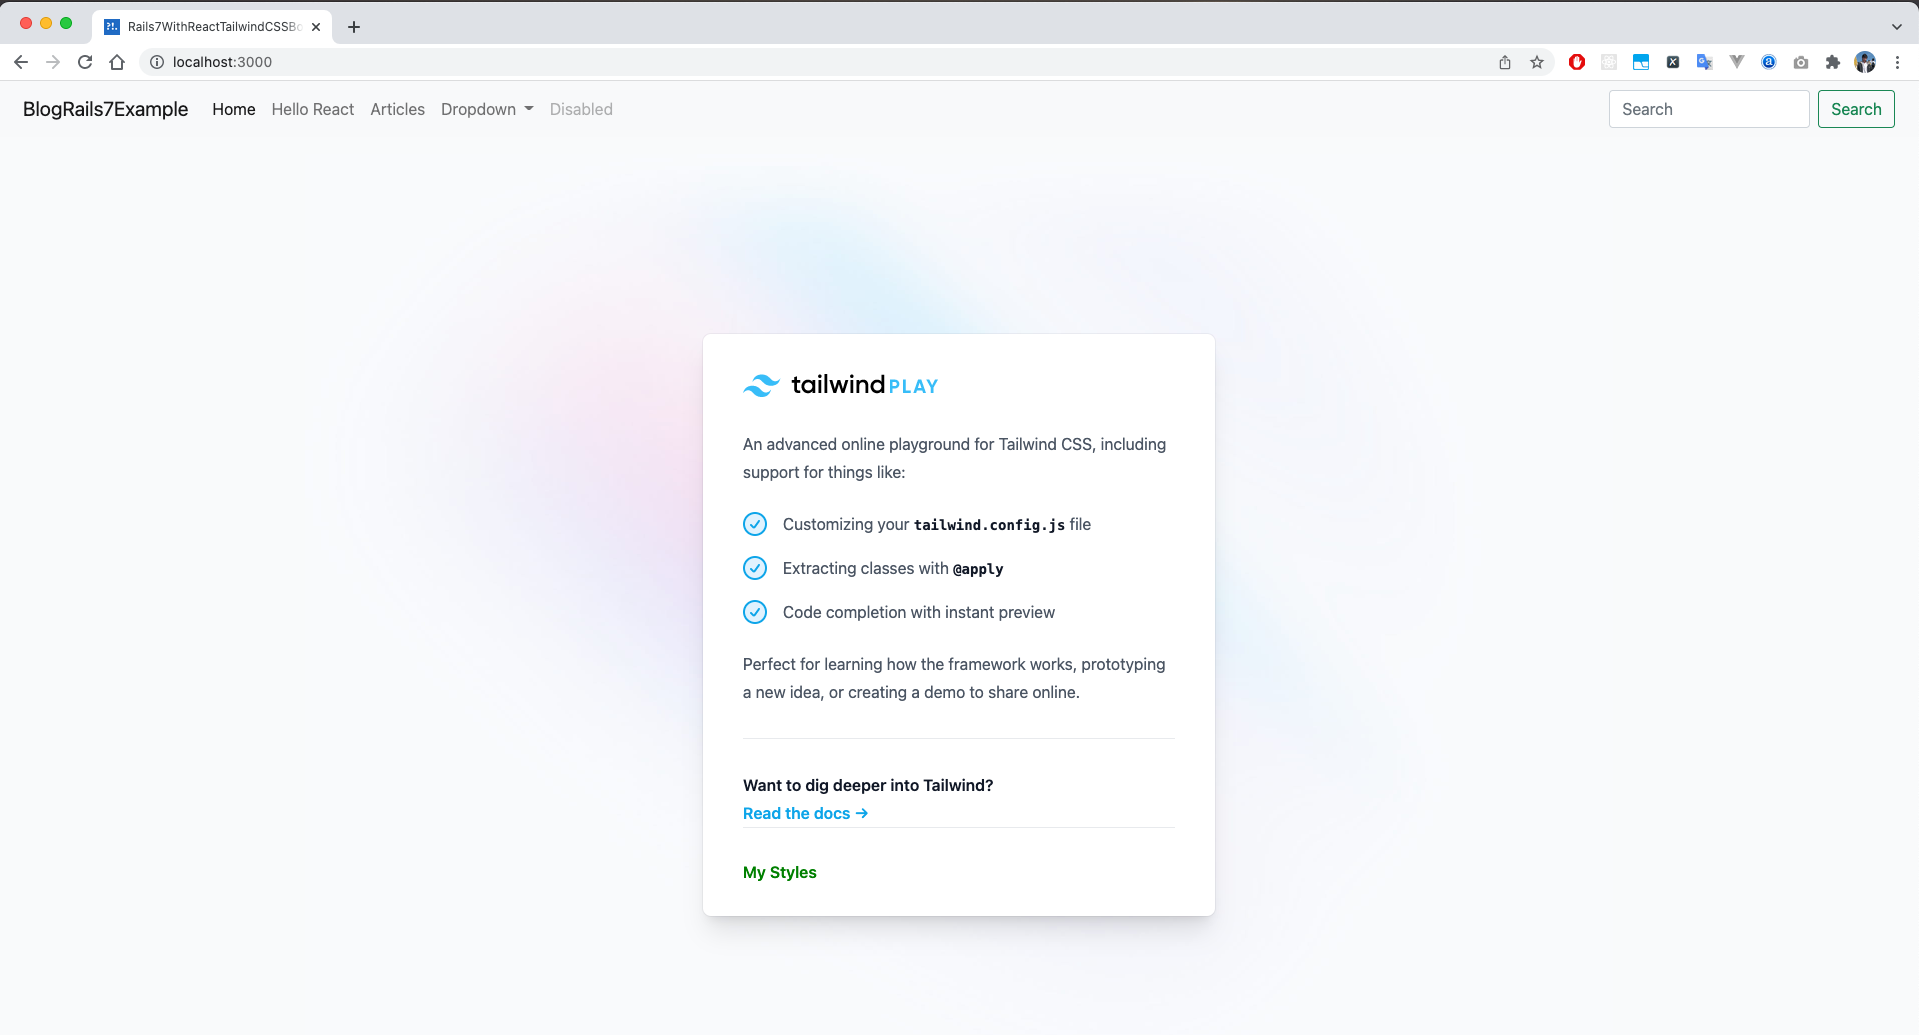 Rails7WithReactTailwindCSSBo
localhost:3000
BlogRails7Example Home Hello React Articles Dropdown Disabled Search Search
tailwind PLAY
An advanced online playground for Tailwind CSS, including
support for things like:
Customizing your tailwind.config.js file
Extracting classes with @apply
Code completion with instant preview
Perfect for learning how the framework works, prototyping
a new idea, or creating a demo to share online.
Want to dig deeper into Tailwind?
Read the docs →
My Styles